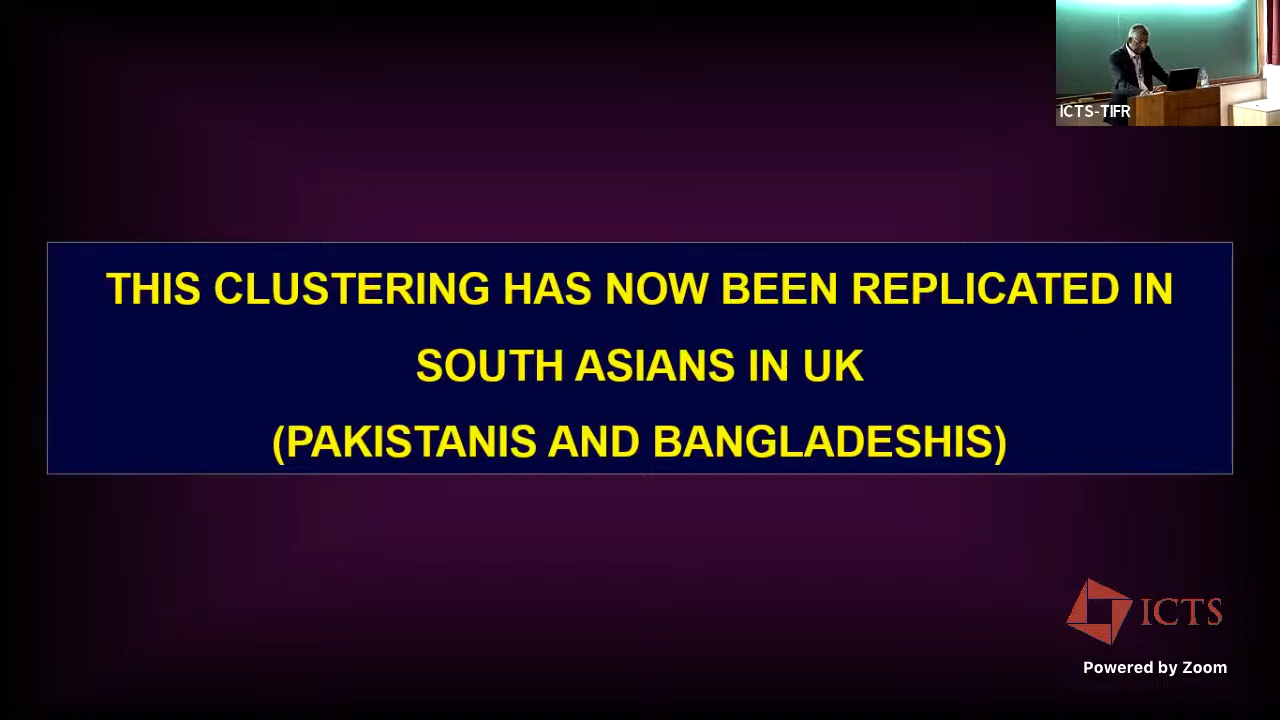 ICTS-TIFR
THIS CLUSTERING HAS NOW BEEN REPLICATED IN
SOUTH ASIANS IN UK
(PAKISTANIS AND BANGLADESHIS)
ICTS
Powered by Zoom